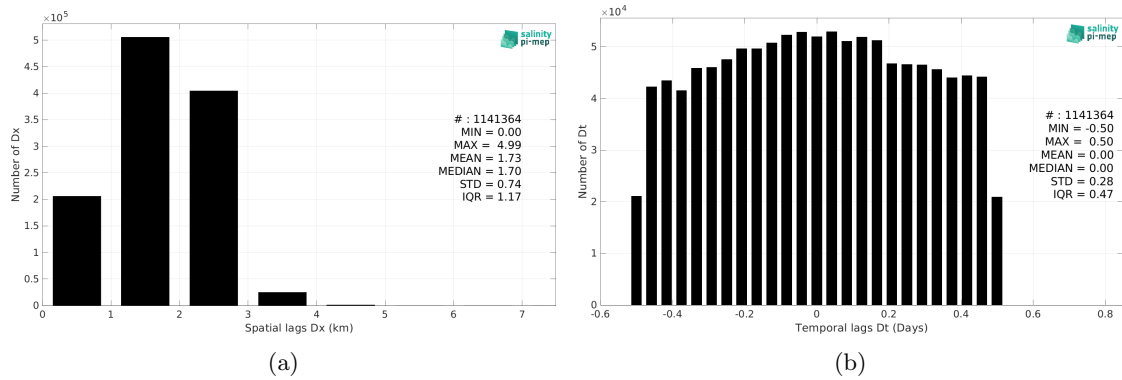 ×10^5
5
4.5
4
3.5
3
2.5
2
1.5
1
0.5
0
Number of Dx
0 1 2 3 4 5 6 7
Spatial lags Dx (km)
salinity
pi-mep
# : 1141364
MIN = 0.00
MAX = 4.99
MEAN = 1.73
MEDIAN = 1.70
STD = 0.74
IQR = 1.17
(a)
×10^4
5
4
3
2
1
0
Number of Dt
-0.6 -0.4 -0.2 0 0.2 0.4 0.6 0.8
Temporal lags Dt (Days)
salinity
pi-mep
# : 1141364
MIN = -0.50
MAX = 0.50
MEAN = 0.00
MEDIAN = 0.00
STD = 0.28
IQR = 0.47
(b)